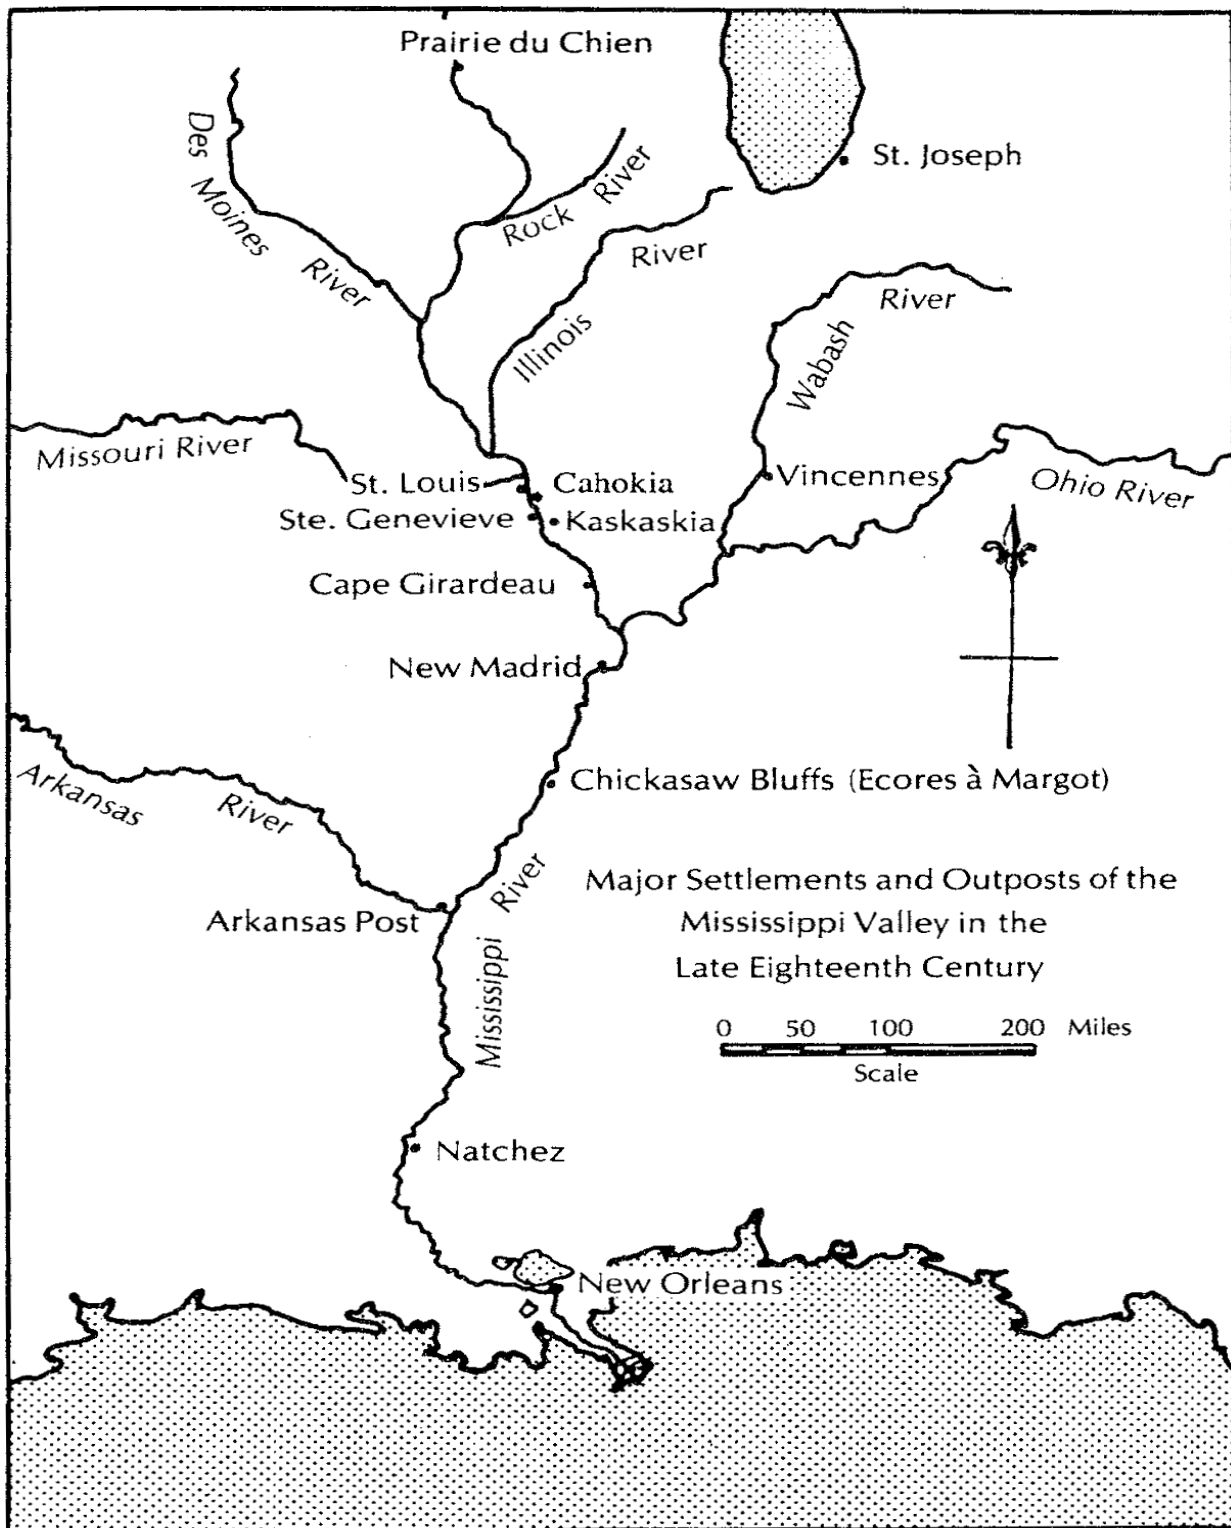 Prairie du Chien
Des Moines River
Rock River
St. Joseph
Illinois River
Wabash River
Missouri River
St. Louis
Cahokia
Vincennes
Ohio River
Ste. Genevieve
Kaskaskia
Cape Girardeau
New Madrid
Arkansas River
Chickasaw Bluffs (Ecores à Margot)
Mississippi River
Arkansas Post
Major Settlements and Outposts of the
Mississippi Valley in the
Late Eighteenth Century
0 50 100 200 Miles
Scale
Natchez
New Orleans